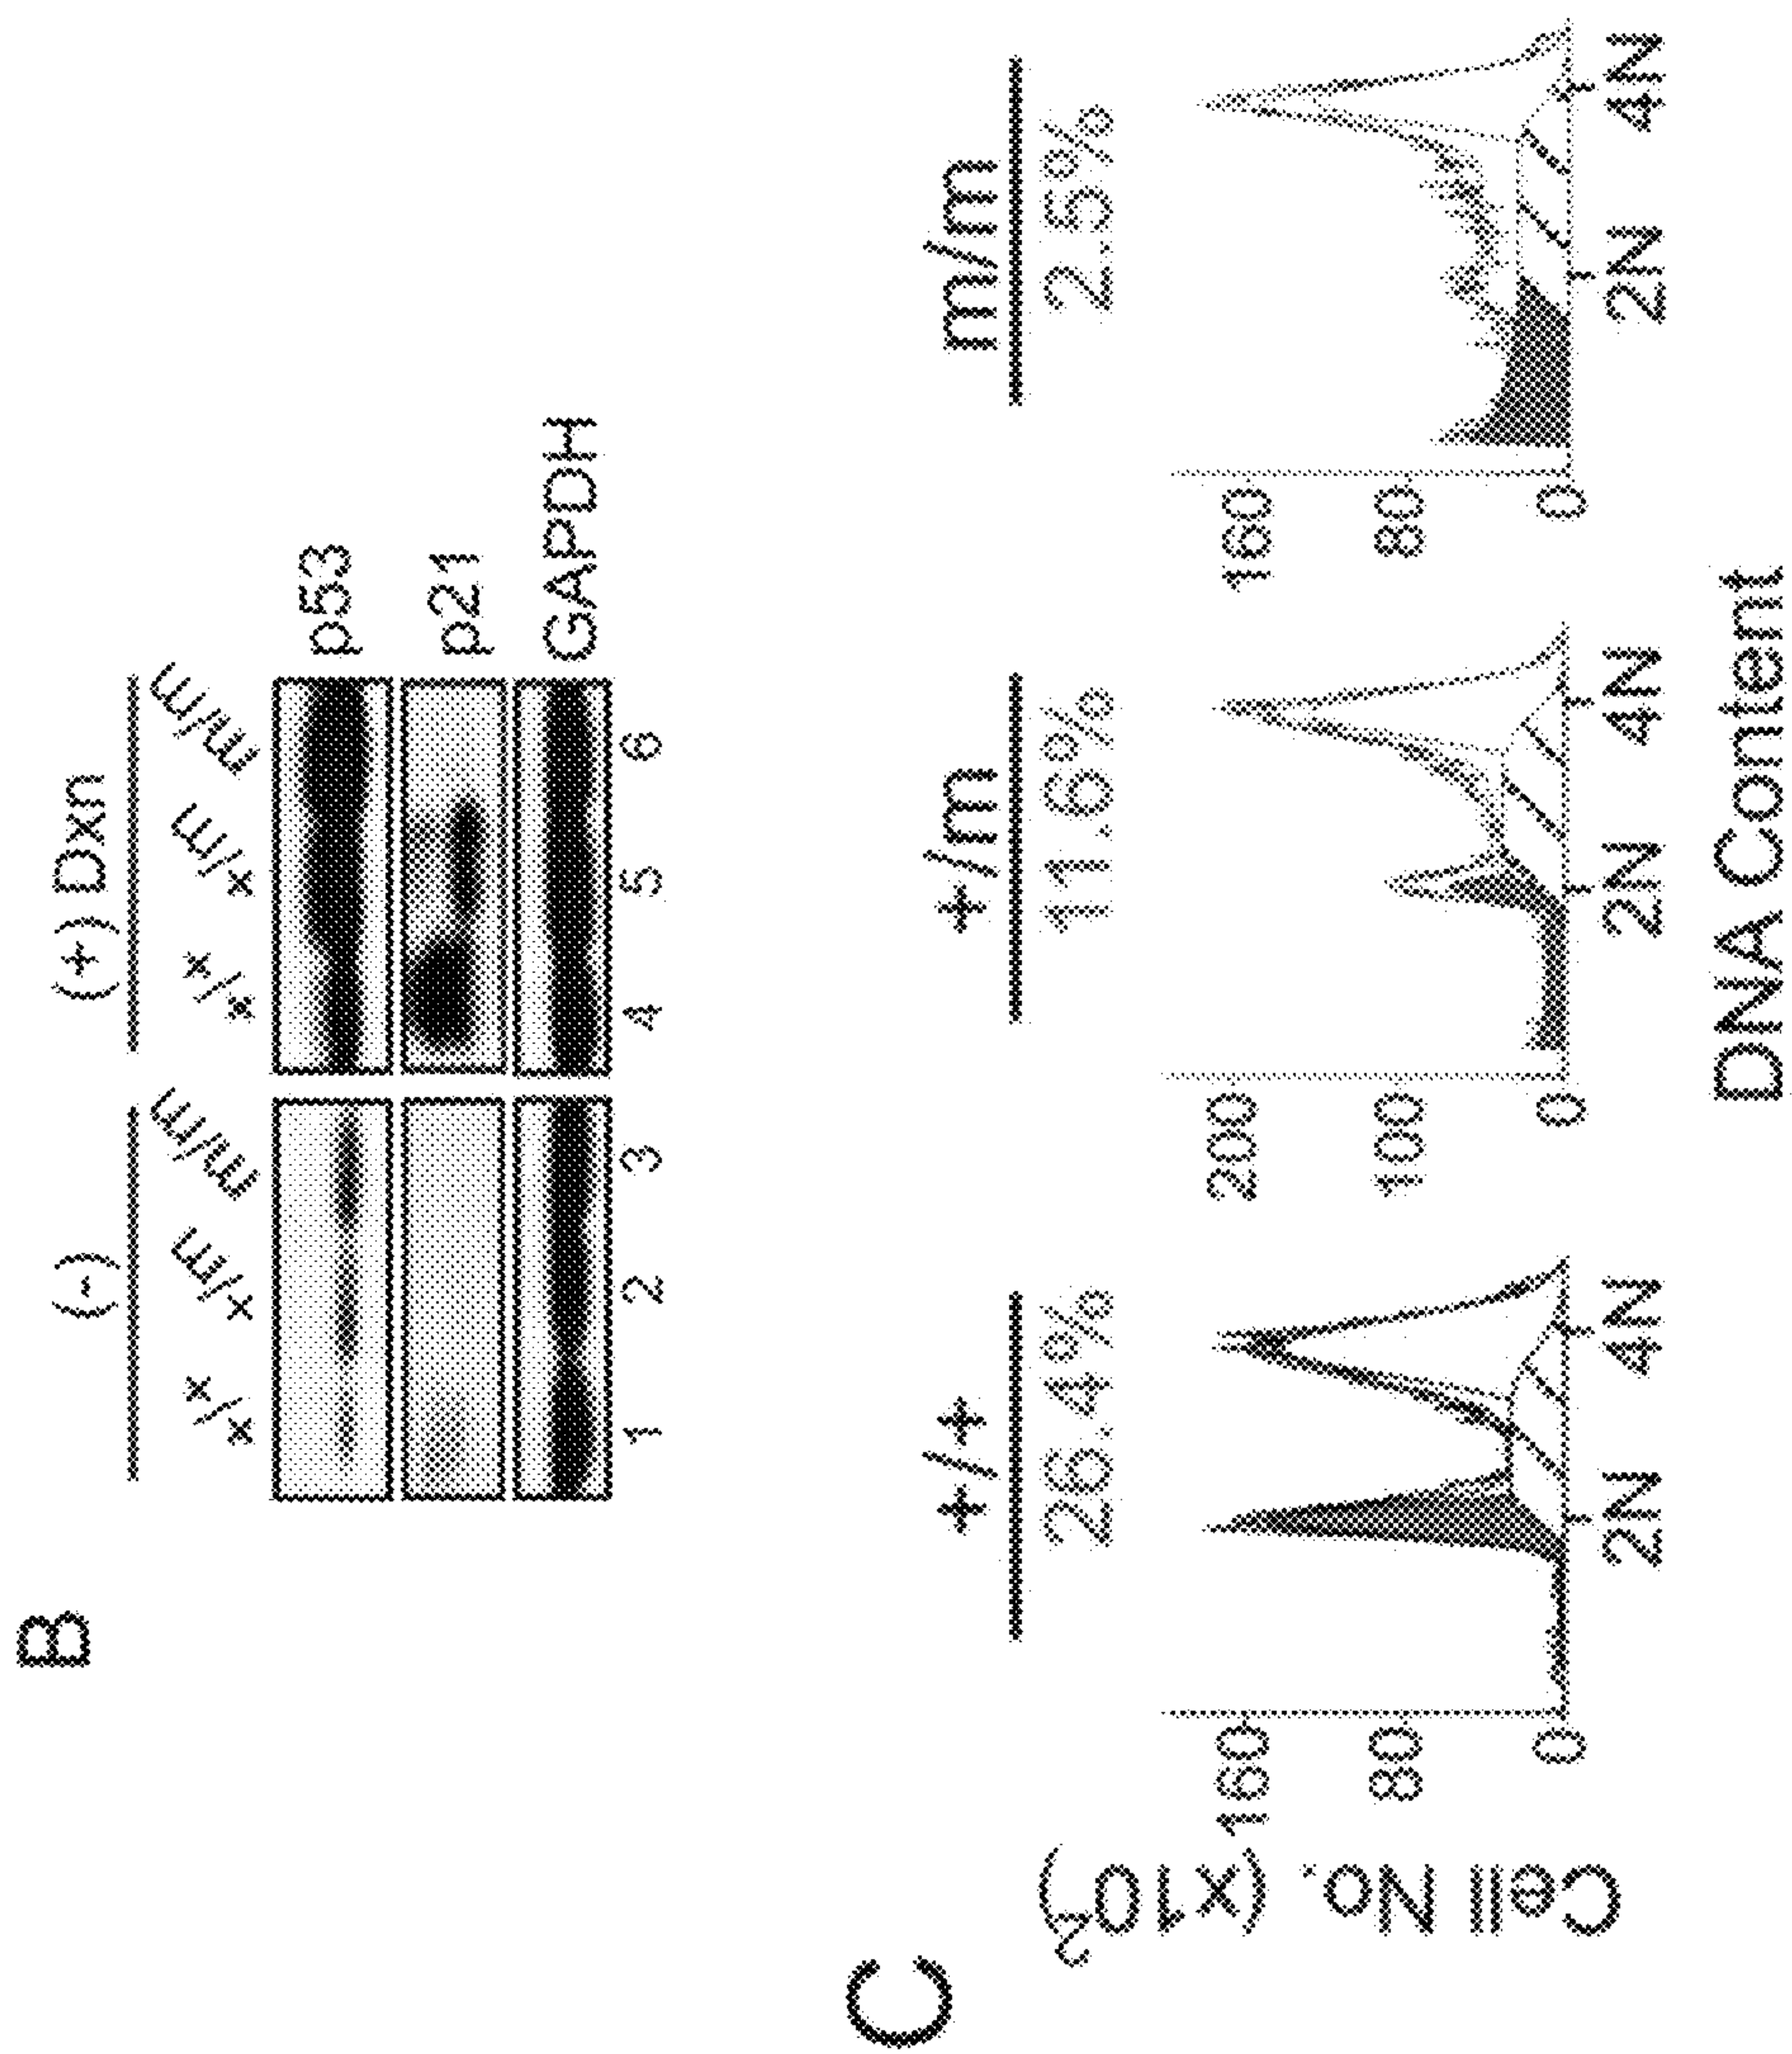 B
(-) (+) Dxn
+/+ +/m m/m +/+ +/m m/m
p53
p21
GAPDH
1 2 3 4 5 6
C
+/+ +/m m/m
26.4% 11.6% 2.5%
Cell No. (x10²)
160 200 160
80 100 80
0 0 0
2N 4N 2N 4N 2N 4N
DNA Content